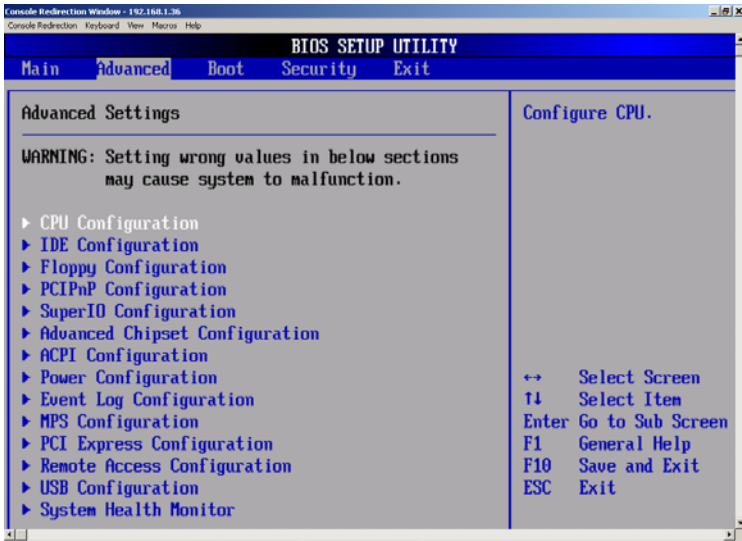 Console Redirection Window - 192.168.1.36
Console Redirection Keyboard View Macros Help
BIOS SETUP UTILITY
Main Advanced Boot Security Exit
Advanced Settings
WARNING: Setting wrong values in below sections
may cause system to malfunction.
▶ CPU Configuration
▶ IDE Configuration
▶ Floppy Configuration
▶ PCIPnP Configuration
▶ SuperIO Configuration
▶ Advanced Chipset Configuration
▶ ACPI Configuration
▶ Power Configuration
▶ Event Log Configuration
▶ MPS Configuration
▶ PCI Express Configuration
▶ Remote Access Configuration
▶ USB Configuration
▶ System Health Monitor
Configure CPU.
↔ Select Screen
↑↓ Select Item
Enter Go to Sub Screen
F1 General Help
F10 Save and Exit
ESC Exit